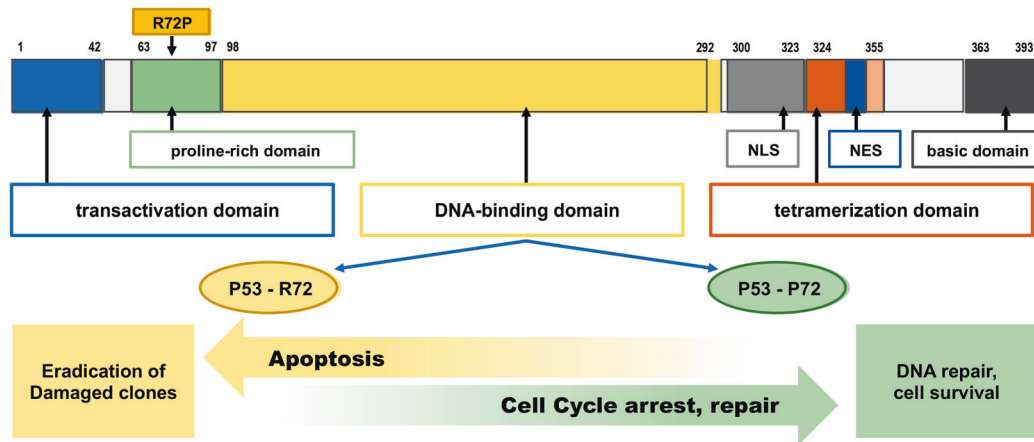 R72P
1 42 63 97 98 292 300 323 324 355 363 393
proline-rich domain
NLS
NES
basic domain
transactivation domain
DNA-binding domain
tetramerization domain
P53 - R72
P53 - P72
Eradication of
Damaged clones
Apoptosis
Cell Cycle arrest, repair
DNA repair,
cell survival